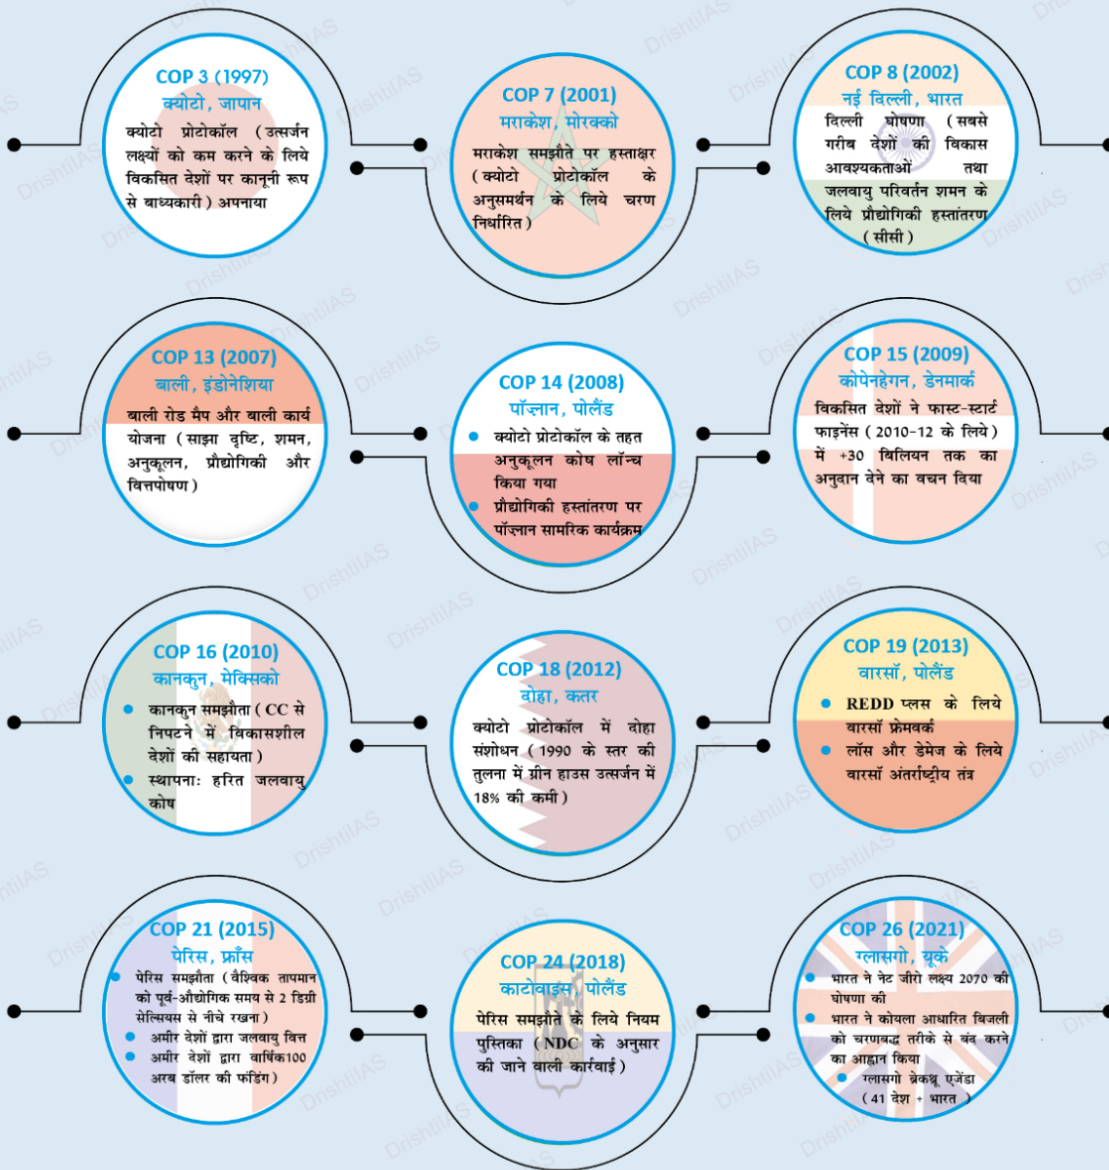 COP 3 (1997)
क्योटो, जापान
क्योटो प्रोटोकॉल (उत्सर्जन
लक्ष्यों को कम करने के लिये
विकसित देशों पर कानूनी रूप
से बाध्यकारी) अपनाया
COP 7 (2001)
मराकेश, मोरक्को
मराकेश समझौते पर हस्ताक्षर
(क्योटो प्रोटोकॉल के
अनुसमर्थन के लिये चरण
निर्धारित)
COP 8 (2002)
नई दिल्ली, भारत
दिल्ली घोषणा (सबसे
गरीब देशों की विकास
आवश्यकताओं तथा
जलवायु परिवर्तन शमन के
लिये प्रौद्योगिकी हस्तांतरण
(सीसी)
COP 13 (2007)
बाली, इंडोनेशिया
बाली रोड मैप और बाली कार्य
योजना (साझा दृष्टि, शमन,
अनुकूलन, प्रौद्योगिकी और
वित्तपोषण)
COP 14 (2008)
पॉज़्नान, पोलैंड
क्योटो प्रोटोकॉल के तहत
अनुकूलन कोष लॉन्च
किया गया
प्रौद्योगिकी हस्तांतरण पर
पॉज़्नान सामरिक कार्यक्रम
COP 15 (2009)
कोपेनहेगन, डेनमार्क
विकसित देशों ने फास्ट-स्टार्ट
फाइनेंस (2010-12 के लिये)
में +30 बिलियन तक का
अनुदान देने का वचन दिया
COP 16 (2010)
कानकुन, मेक्सिको
कानकुन समझौता (CC से
निपटने में विकासशील
देशों की सहायता)
स्थापनाः हरित जलवायु
कोष
COP 18 (2012)
दोहा, कतर
क्योटो प्रोटोकॉल में दोहा
संशोधन (1990 के स्तर की
तुलना में ग्रीन हाउस उत्सर्जन में
18% की कमी)
COP 19 (2013)
वारसॉ, पोलैंड
REDD प्लस के लिये
वारसॉ फ्रेमवर्क
लॉस और डेमेज के लिये
वारसॉ अंतर्राष्ट्रीय तंत्र
COP 21 (2015)
पेरिस, फ्राँस
पेरिस समझौता (वैश्विक तापमान
को पूर्व-औद्योगिक समय से 2 डिग्री
सेल्सियस से नीचे रखना)
अमीर देशों द्वारा जलवायु वित्त
अमीर देशों द्वारा वार्षिक100
अरब डॉलर की फंडिंग)
COP 24 (2018)
काटोवाइस, पोलैंड
पेरिस समझौते के लिये नियम
पुस्तिका (NDC के अनुसार
की जाने वाली कार्रवाई)
COP 26 (2021)
ग्लासगो, यूके
भारत ने नेट जीरो लक्ष्य 2070 की
घोषणा की
भारत ने कोयला आधारित बिजली
को चरणबद्ध तरीके से बंद करने
का आह्वान किया
ग्लासगो ब्रेकथ्रू एजेंडा
(41 देश + भारत )
DrishtiIAS